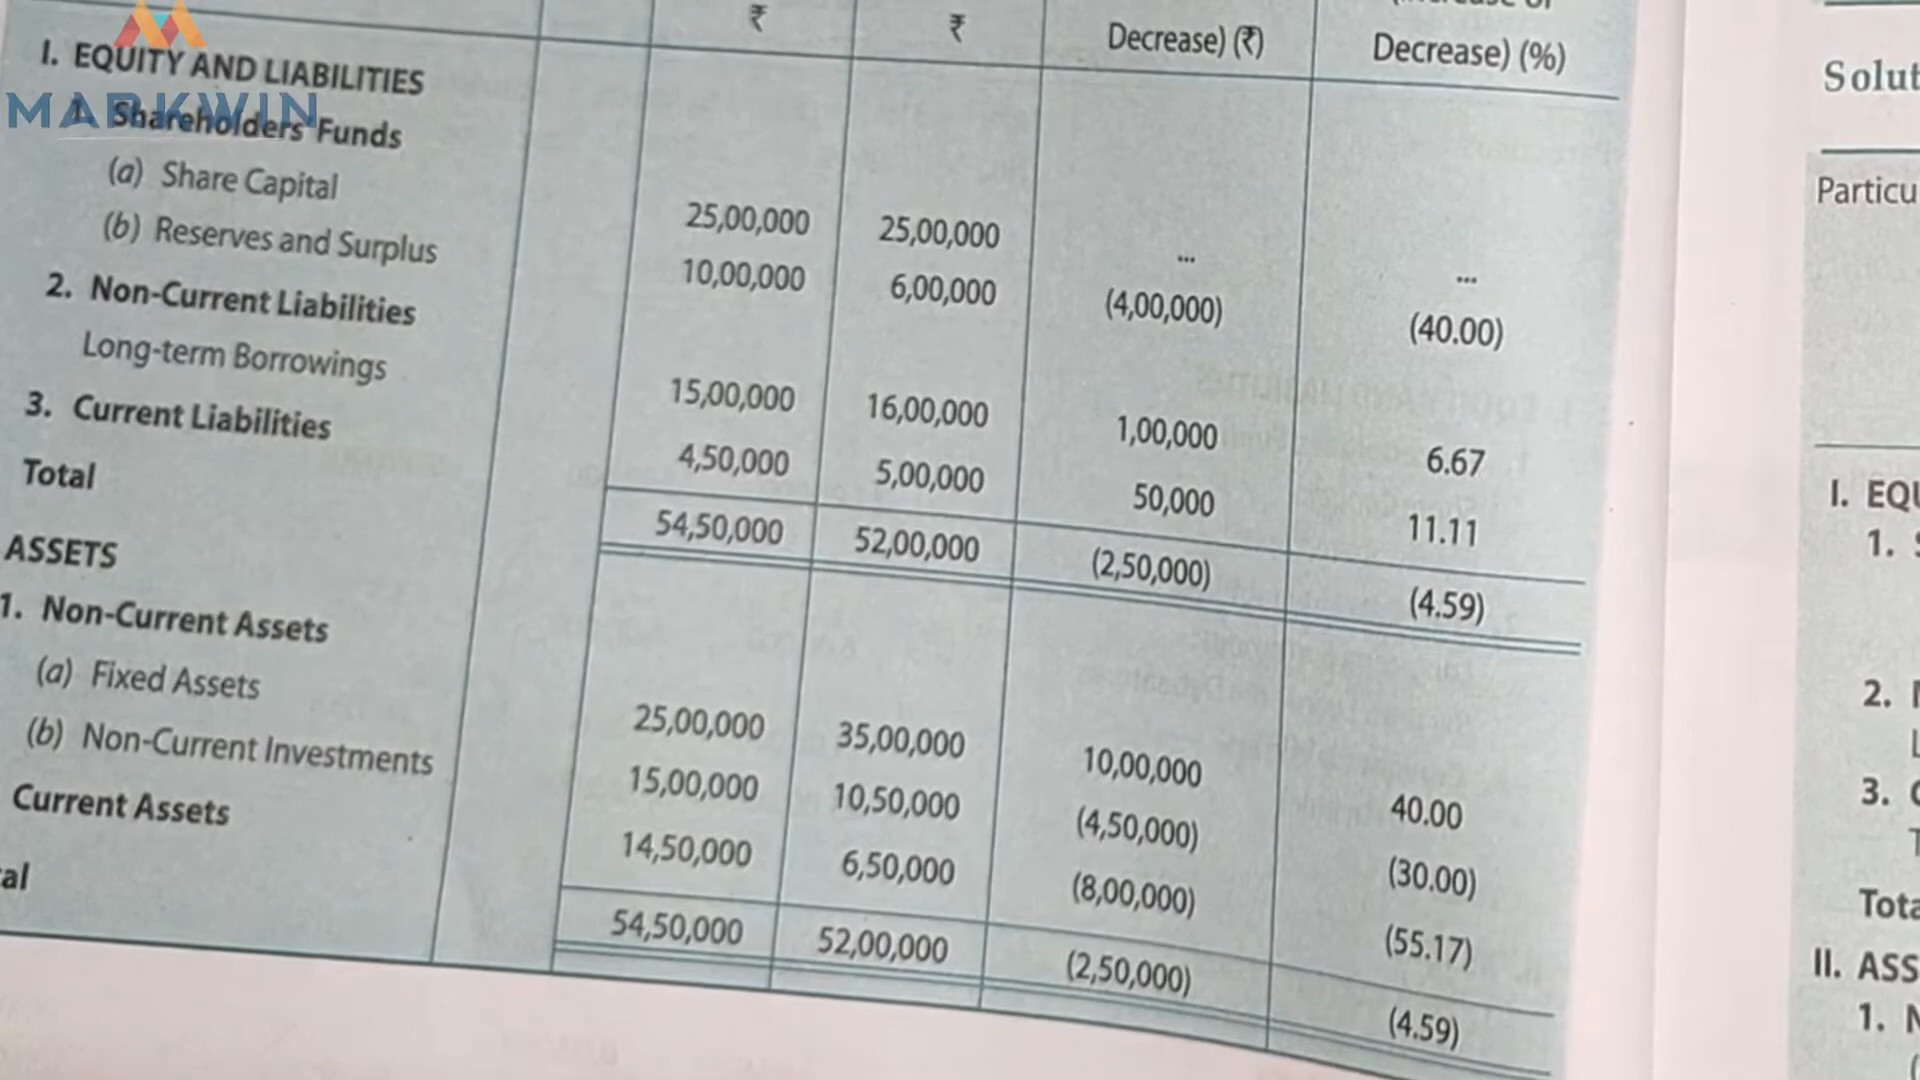 ₹ ₹ Decrease) (₹) Decrease) (%)
I. EQUITY AND LIABILITIES
MARKWIN
1. Shareholders' Funds
(a) Share Capital 25,00,000 25,00,000 ... ...
(b) Reserves and Surplus 10,00,000 6,00,000 (4,00,000) (40.00)
2. Non-Current Liabilities
Long-term Borrowings 15,00,000 16,00,000 1,00,000 6.67
3. Current Liabilities 4,50,000 5,00,000 50,000 11.11
Total 54,50,000 52,00,000 (2,50,000) (4.59)
ASSETS
1. Non-Current Assets
(a) Fixed Assets 25,00,000 35,00,000 10,00,000 40.00
(b) Non-Current Investments 15,00,000 10,50,000 (4,50,000) (30.00)
Current Assets 14,50,000 6,50,000 (8,00,000) (55.17)
al 54,50,000 52,00,000 (2,50,000) (4.59)
Solut
Particu
I. EQU
1. S
2. N
L
3. C
T
Tota
II. ASS
1. N
(